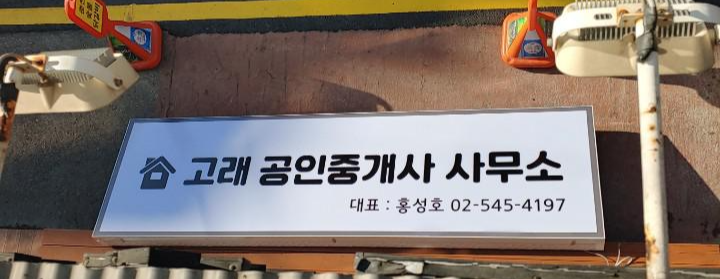 고래 공인중개사 사무소
대표 : 홍성호 02-545-4197